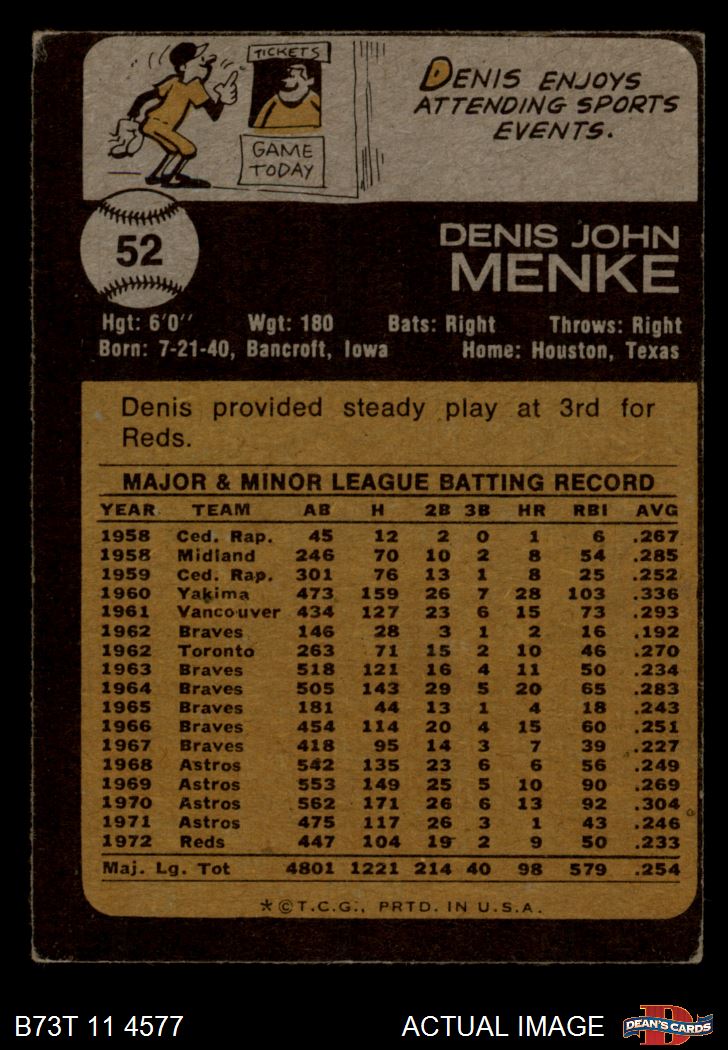 TICKETS
GAME
TODAY
DENIS ENJOYS
ATTENDING SPORTS
EVENTS.
52
DENIS JOHN
MENKE
Hgt: 6'0'' Wgt: 180 Bats: Right Throws: Right
Born: 7-21-40, Bancroft, Iowa Home: Houston, Texas
Denis provided steady play at 3rd for
Reds.
MAJOR & MINOR LEAGUE BATTING RECORD
YEAR TEAM AB H 2B 3B HR RBI AVG
1958 Ced. Rap. 45 12 2 0 1 6 .267
1958 Midland 246 70 10 2 8 54 .285
1959 Ced. Rap. 301 76 13 1 8 25 .252
1960 Yakima 473 159 26 7 28 103 .336
1961 Vancouver 434 127 23 6 15 73 .293
1962 Braves 146 28 3 1 2 16 .192
1962 Toronto 263 71 15 2 10 46 .270
1963 Braves 518 121 16 4 11 50 .234
1964 Braves 505 143 29 5 20 65 .283
1965 Braves 181 44 13 1 4 18 .243
1966 Braves 454 114 20 4 15 60 .251
1967 Braves 418 95 14 3 7 39 .227
1968 Astros 542 135 23 6 6 56 .249
1969 Astros 553 149 25 5 10 90 .269
1970 Astros 562 171 26 6 13 92 .304
1971 Astros 475 117 26 3 1 43 .246
1972 Reds 447 104 19 2 9 50 .233
Maj. Lg. Tot 4801 1221 214 40 98 579 .254
*©T.C.G., PRTD. IN U.S.A.
B73T 11 4577 ACTUAL IMAGE D DEAN'S CARDS